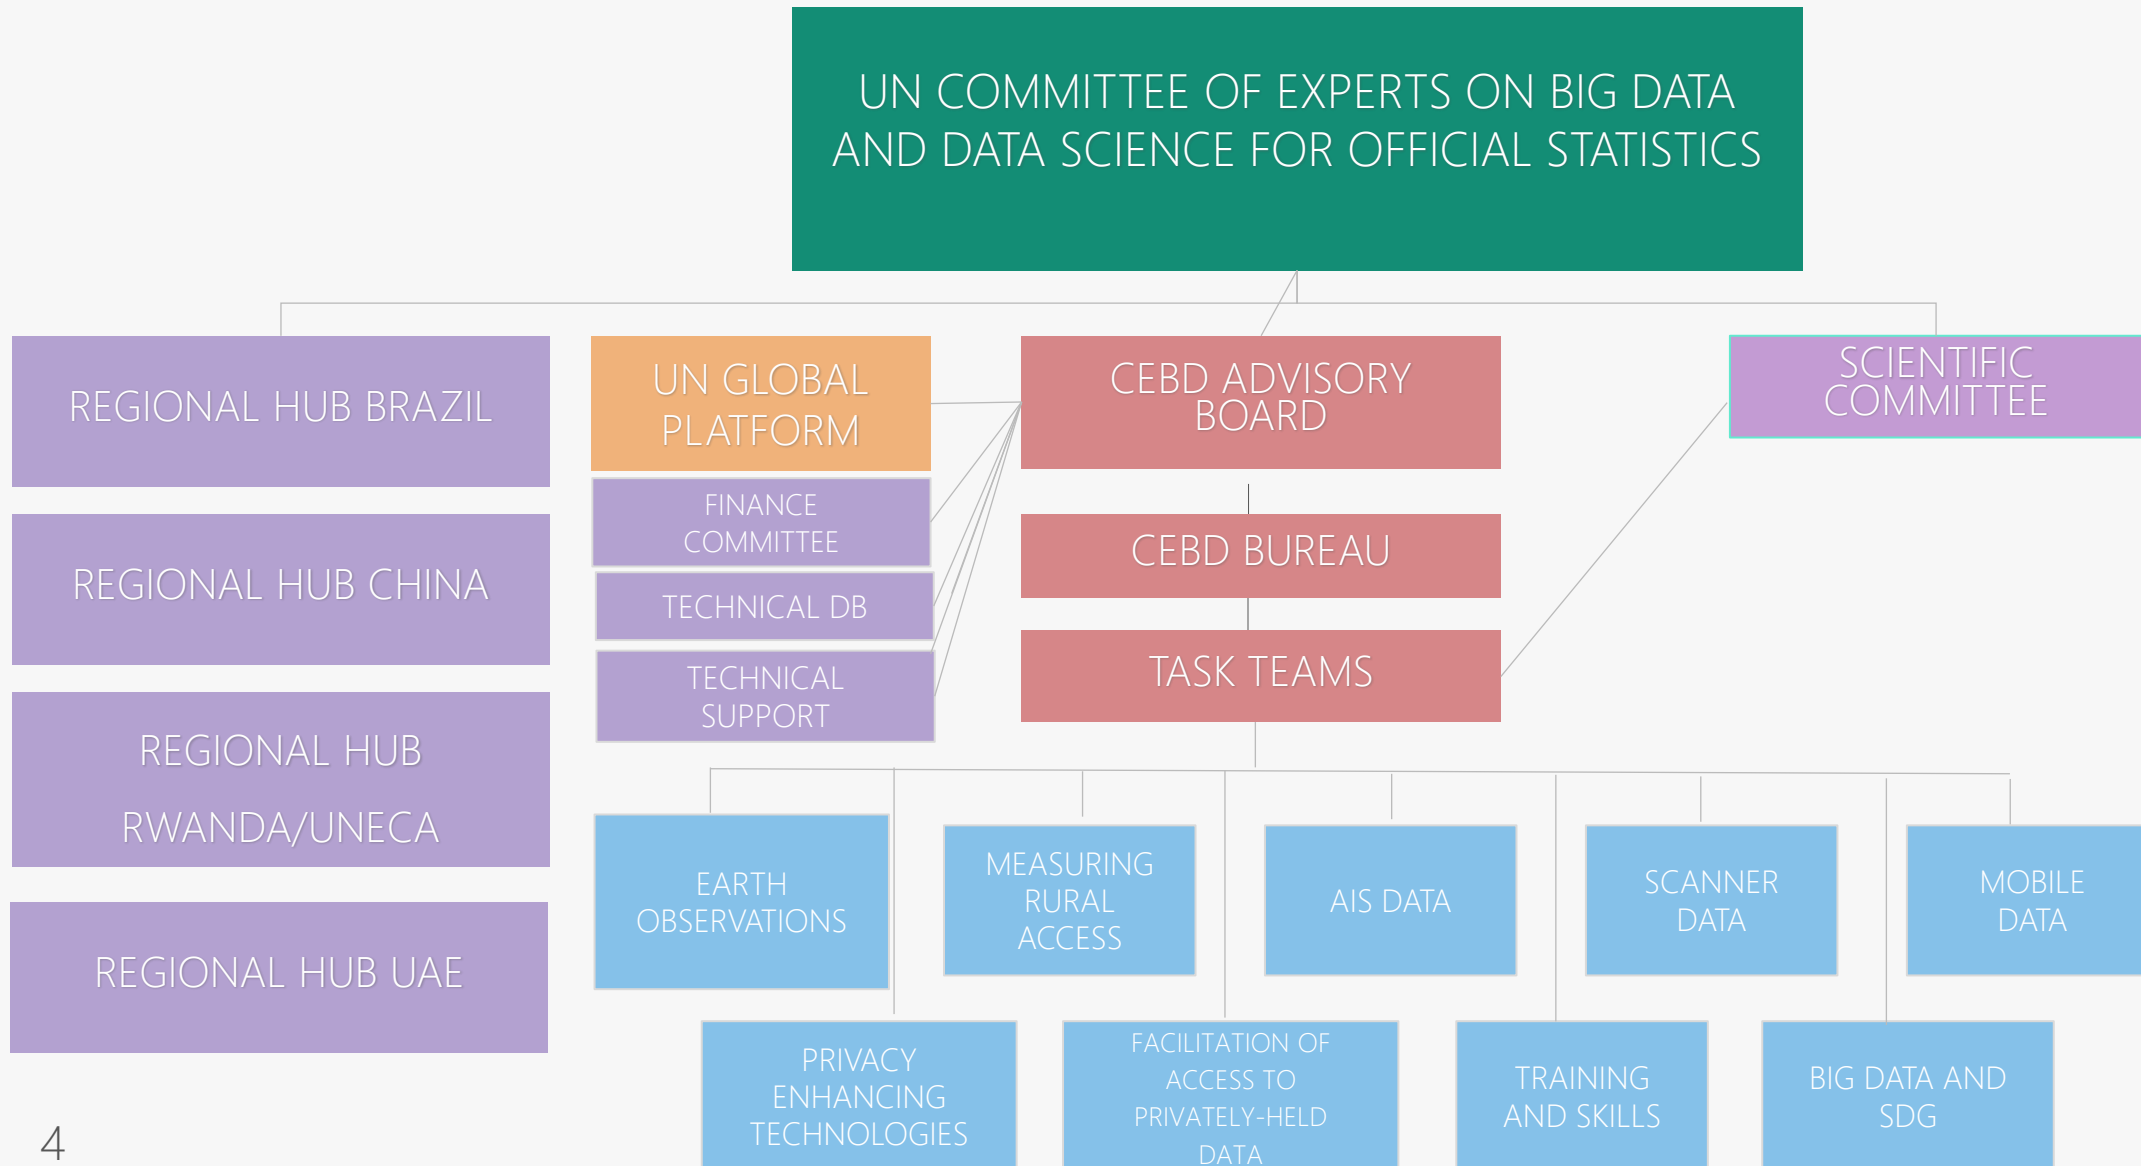 UN COMMITTEE OF EXPERTS ON BIG DATA
AND DATA SCIENCE FOR OFFICIAL STATISTICS
REGIONAL HUB BRAZIL
REGIONAL HUB CHINA
REGIONAL HUB
RWANDA/UNECA
REGIONAL HUB UAE
UN GLOBAL
PLATFORM
FINANCE
COMMITTEE
TECHNICAL DB
TECHNICAL
SUPPORT
CEBD ADVISORY
BOARD
CEBD BUREAU
TASK TEAMS
SCIENTIFIC
COMMITTEE
EARTH
OBSERVATIONS
MEASURING
RURAL
ACCESS
AIS DATA
SCANNER
DATA
MOBILE
DATA
PRIVACY
ENHANCING
TECHNOLOGIES
FACILITATION OF
ACCESS TO
PRIVATELY-HELD
DATA
TRAINING
AND SKILLS
BIG DATA AND
SDG
4